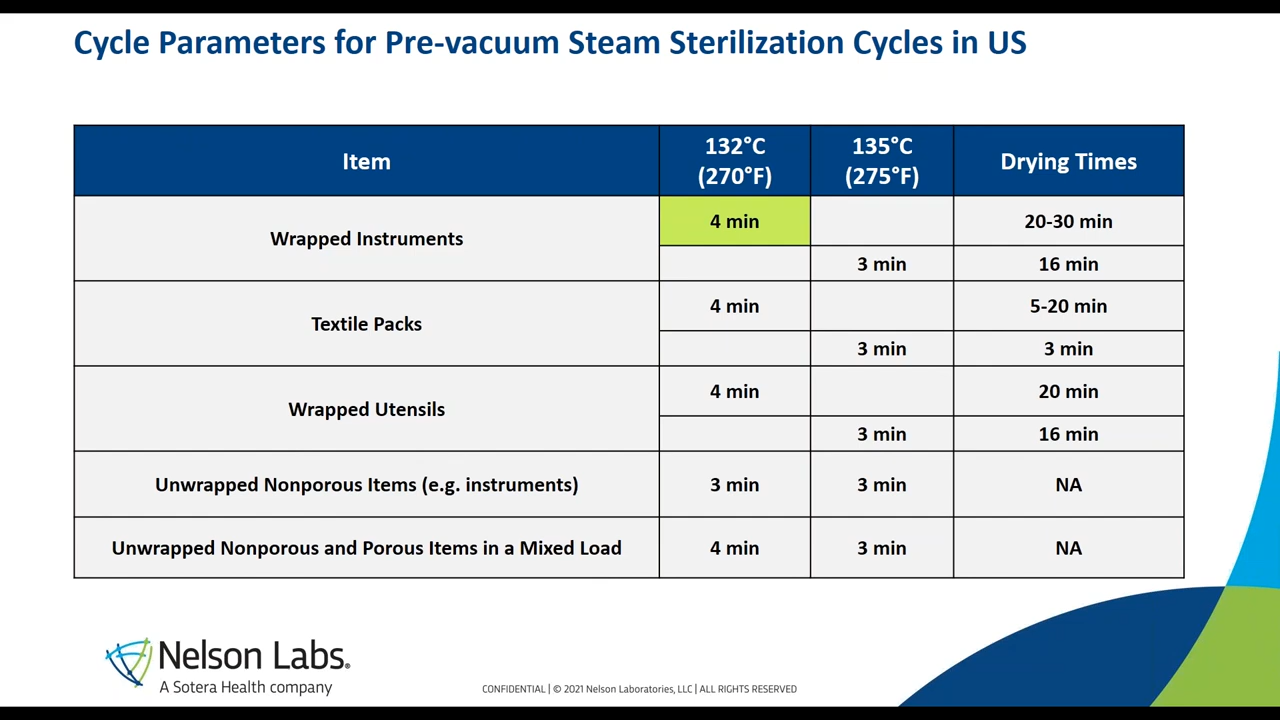 Cycle Parameters for Pre-vacuum Steam Sterilization Cycles in US
Item
132°C
(270°F)
135°C
(275°F)
Drying Times
Wrapped Instruments
4 min
20-30 min
3 min
16 min
Textile Packs
4 min
5-20 min
3 min
3 min
Wrapped Utensils
4 min
20 min
3 min
16 min
Unwrapped Nonporous Items (e.g. instruments)
3 min
3 min
NA
Unwrapped Nonporous and Porous Items in a Mixed Load
4 min
3 min
NA
Nelson Labs®
A Sotera Health company
CONFIDENTIAL | © 2021 Nelson Laboratories, LLC | ALL RIGHTS RESERVED